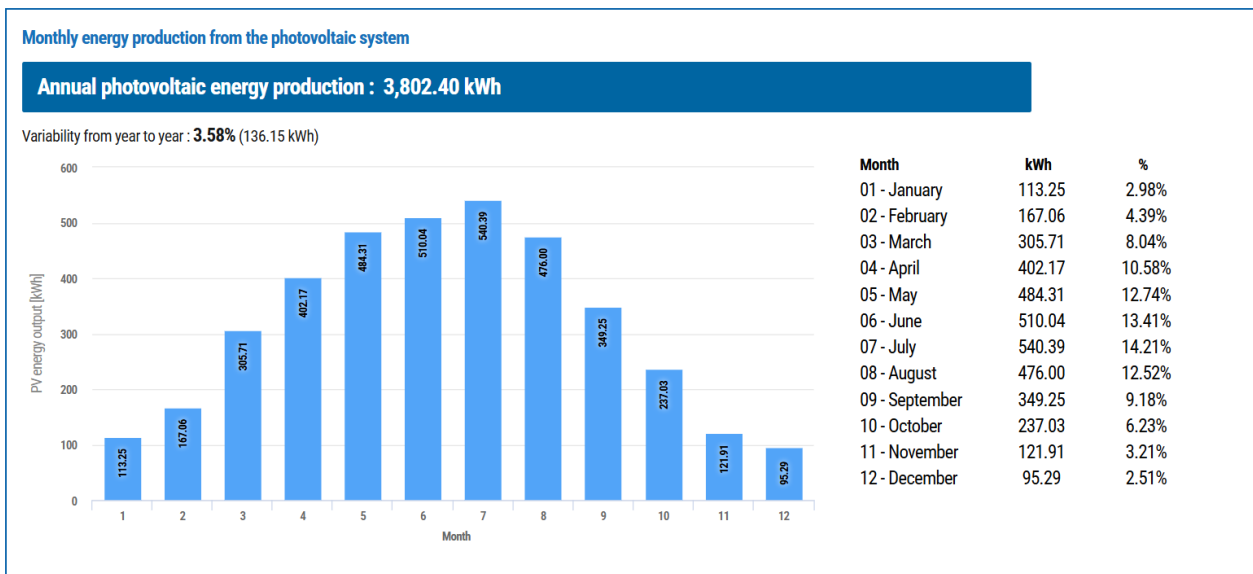 Monthly energy production from the photovoltaic system
Annual photovoltaic energy production : 3,802.40 kWh
Variability from year to year : 3.58% (136.15 kWh)
PV energy output [kWh]
600
500
400
300
200
100
0
113.25
167.06
305.71
402.17
484.31
510.04
540.39
476.00
349.25
237.03
121.91
95.29
1 2 3 4 5 6 7 8 9 10 11 12
Month
Month kWh %
01 - January 113.25 2.98%
02 - February 167.06 4.39%
03 - March 305.71 8.04%
04 - April 402.17 10.58%
05 - May 484.31 12.74%
06 - June 510.04 13.41%
07 - July 540.39 14.21%
08 - August 476.00 12.52%
09 - September 349.25 9.18%
10 - October 237.03 6.23%
11 - November 121.91 3.21%
12 - December 95.29 2.51%